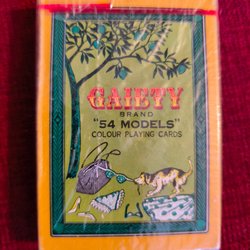 GAIETY
BRAND
"54 MODELS"
COLOUR PLAYING CARDS